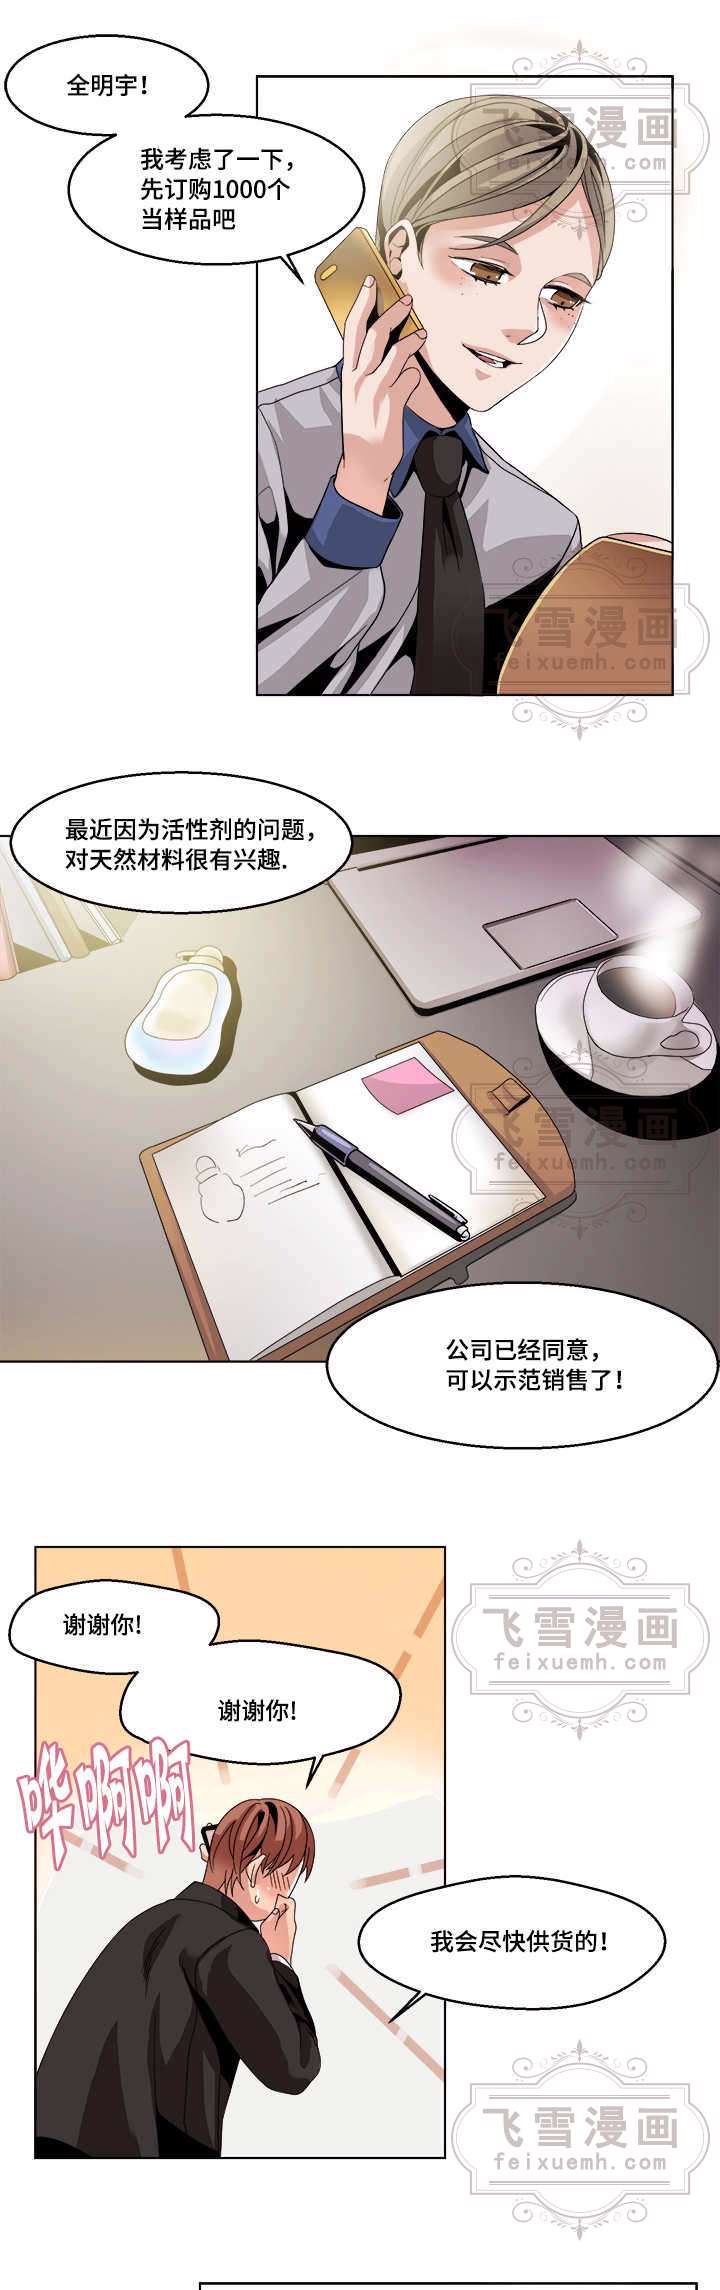 全明宇！
我考虑了一下，
先订购1000个
当样品吧
飞雪漫画
feixuemh.com
飞雪漫画
feixuemh.com
最近因为活性剂的问题，
对天然材料很有兴趣.
飞雪漫画
feixuemh.com
公司已经同意，
可以示范销售了！
谢谢你!
谢谢你!
飞雪漫画
feixuemh.com
哗啊啊
我会尽快供货的！
飞雪漫画
feixuemh.com